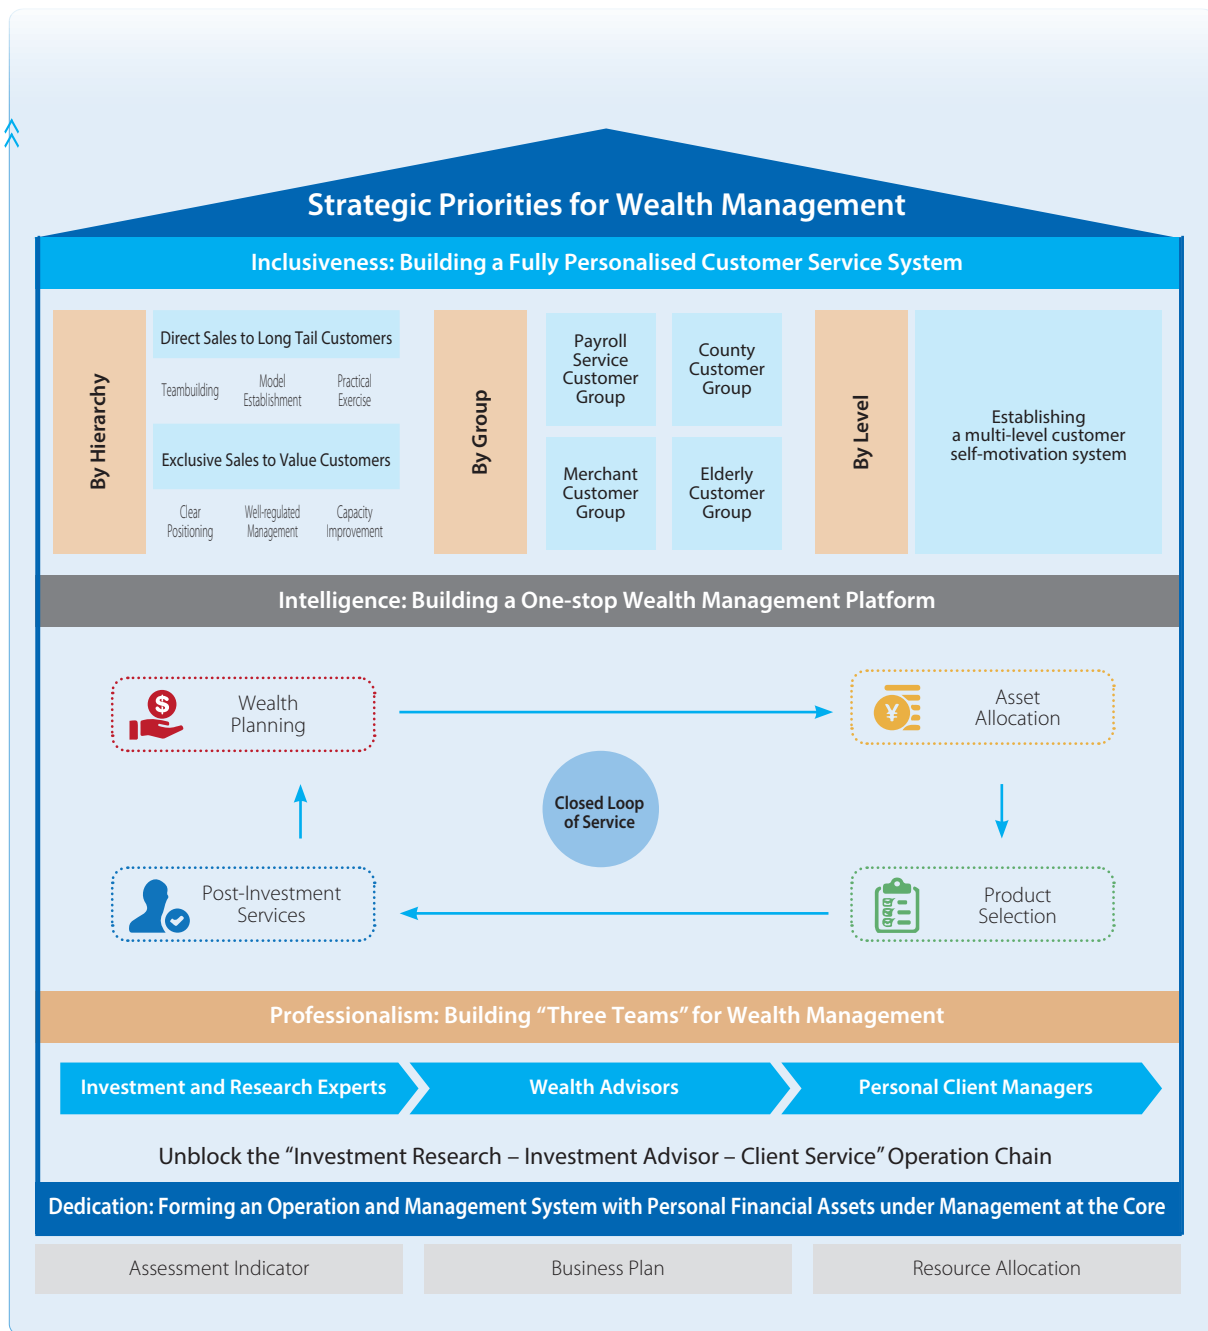 Strategic Priorities for Wealth Management
Inclusiveness: Building a Fully Personalised Customer Service System
By Hierarchy
Direct Sales to Long Tail Customers
Teambuilding
Model
Establishment
Practical
Exercise
Exclusive Sales to Value Customers
Clear
Positioning
Well-regulated
Management
Capacity
Improvement
By Group
Payroll
Service
Customer
Group
County
Customer
Group
Merchant
Customer
Group
Elderly
Customer
Group
By Level
Establishing
a multi-level customer
self-motivation system
Intelligence: Building a One-stop Wealth Management Platform
$
Wealth
Planning
¥
Asset
Allocation
Closed Loop
of Service
Post-Investment
Services
Product
Selection
Professionalism: Building “Three Teams” for Wealth Management
Investment and Research Experts
Wealth Advisors
Personal Client Managers
Unblock the “Investment Research – Investment Advisor – Client Service” Operation Chain
Dedication: Forming an Operation and Management System with Personal Financial Assets under Management at the Core
Assessment Indicator
Business Plan
Resource Allocation